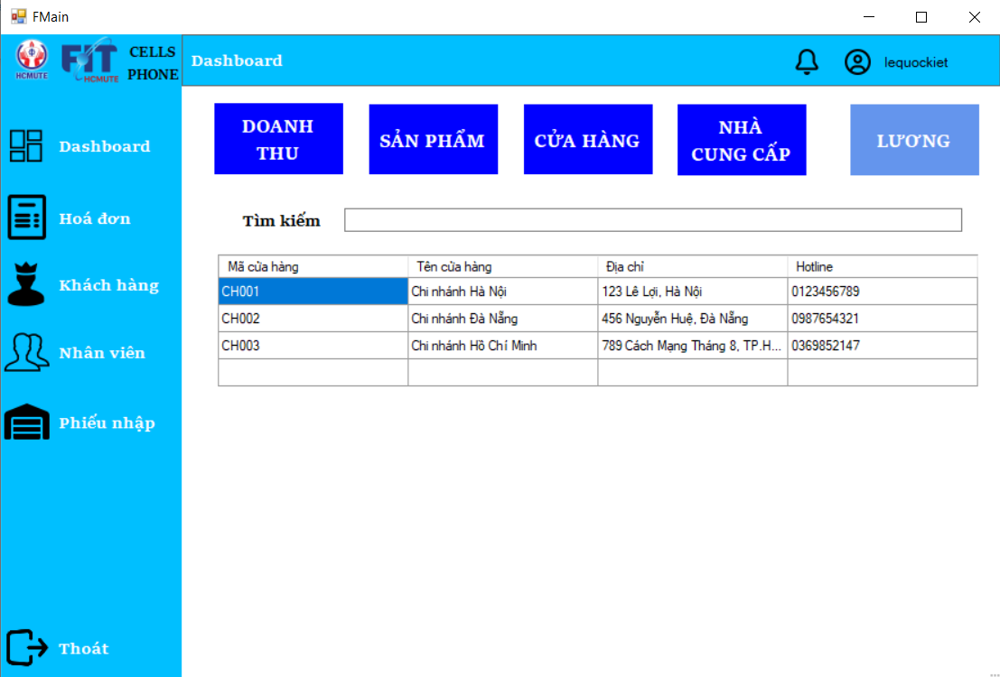 FMain
HCMUTE
FIT
HCMUTE
CELLS
PHONE
Dashboard
lequockiet
Dashboard
Hoá đơn
Khách hàng
Nhân viên
Phiếu nhập
Thoát
DOANH
THU
SẢN PHẨM
CỬA HÀNG
NHÀ
CUNG CẤP
LƯƠNG
Tìm kiếm
Mã cửa hàng Tên cửa hàng Địa chỉ Hotline
CH001 Chi nhánh Hà Nội 123 Lê Lợi, Hà Nội 0123456789
CH002 Chi nhánh Đà Nẵng 456 Nguyễn Huệ, Đà Nẵng 0987654321
CH003 Chi nhánh Hồ Chí Minh 789 Cách Mạng Tháng 8, TP.H... 0369852147